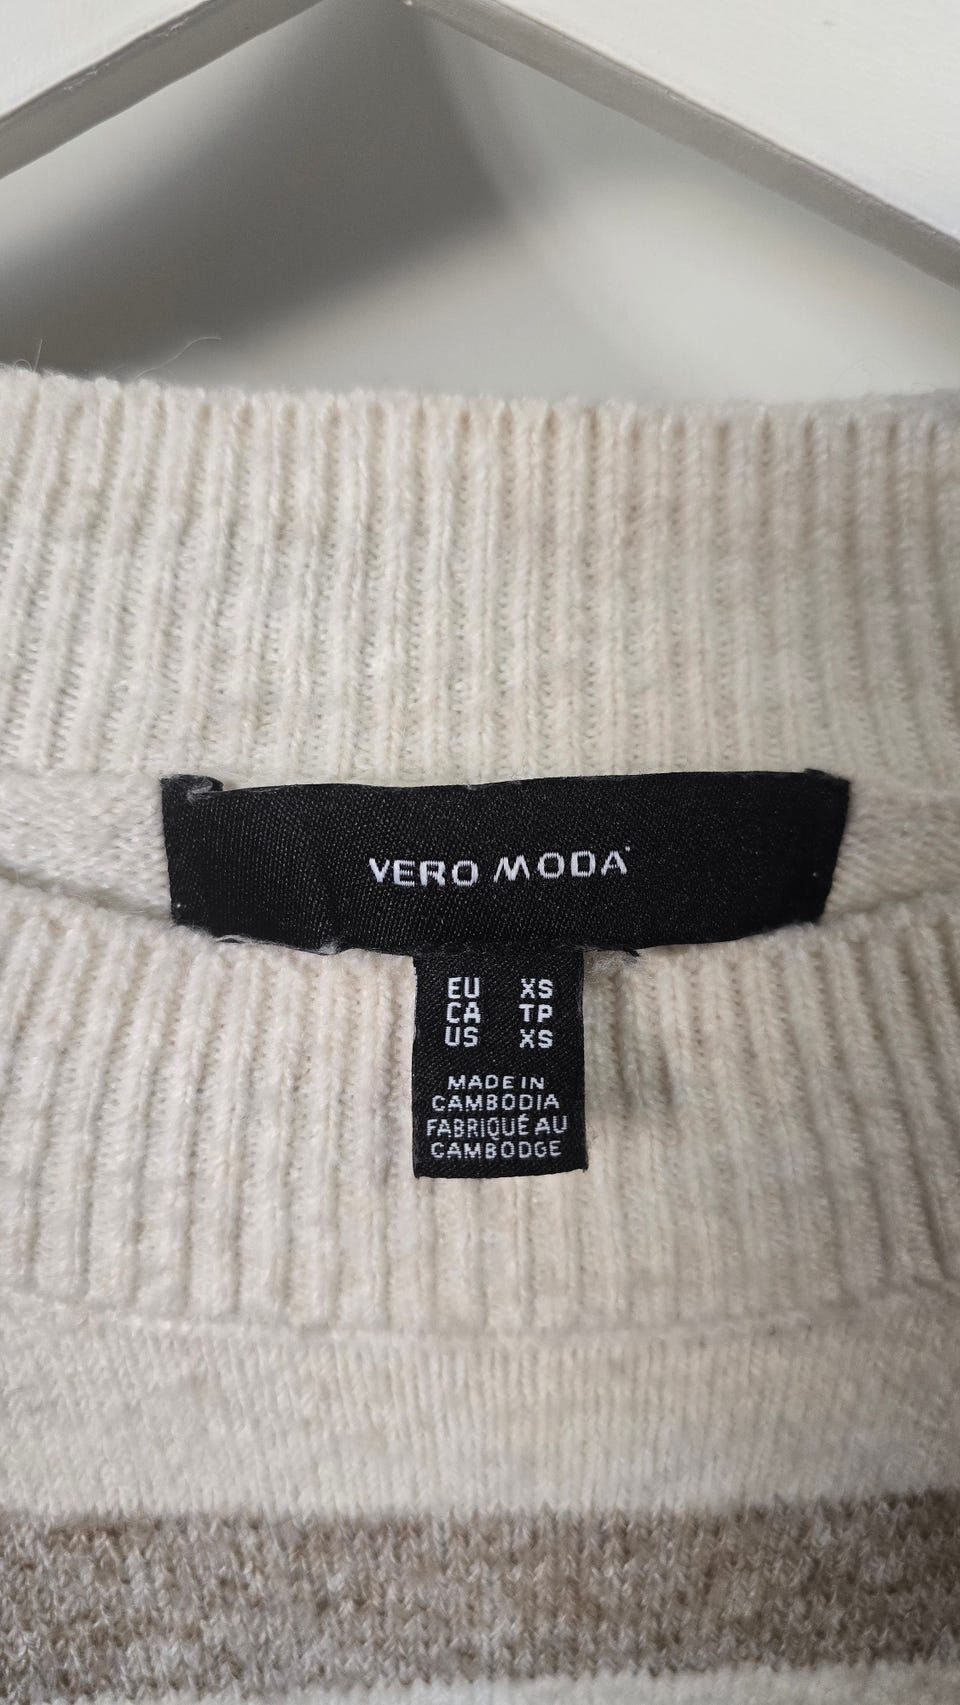 VERO MODA
EU XS
CA TP
US XS
MADE IN
CAMBODIA
FABRIQUÉ AU
CAMBODGE